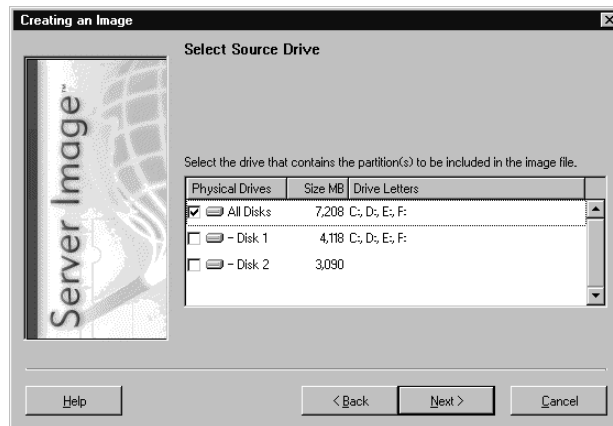 Creating an Image
Server Image™
Select Source Drive
Select the drive that contains the partition(s) to be included in the image file.
Physical Drives Size MB Drive Letters
All Disks 7,208 C:, D:, E:, F:
- Disk 1 4,118 C:, D:, E:, F:
- Disk 2 3,090
Help < Back Next > Cancel